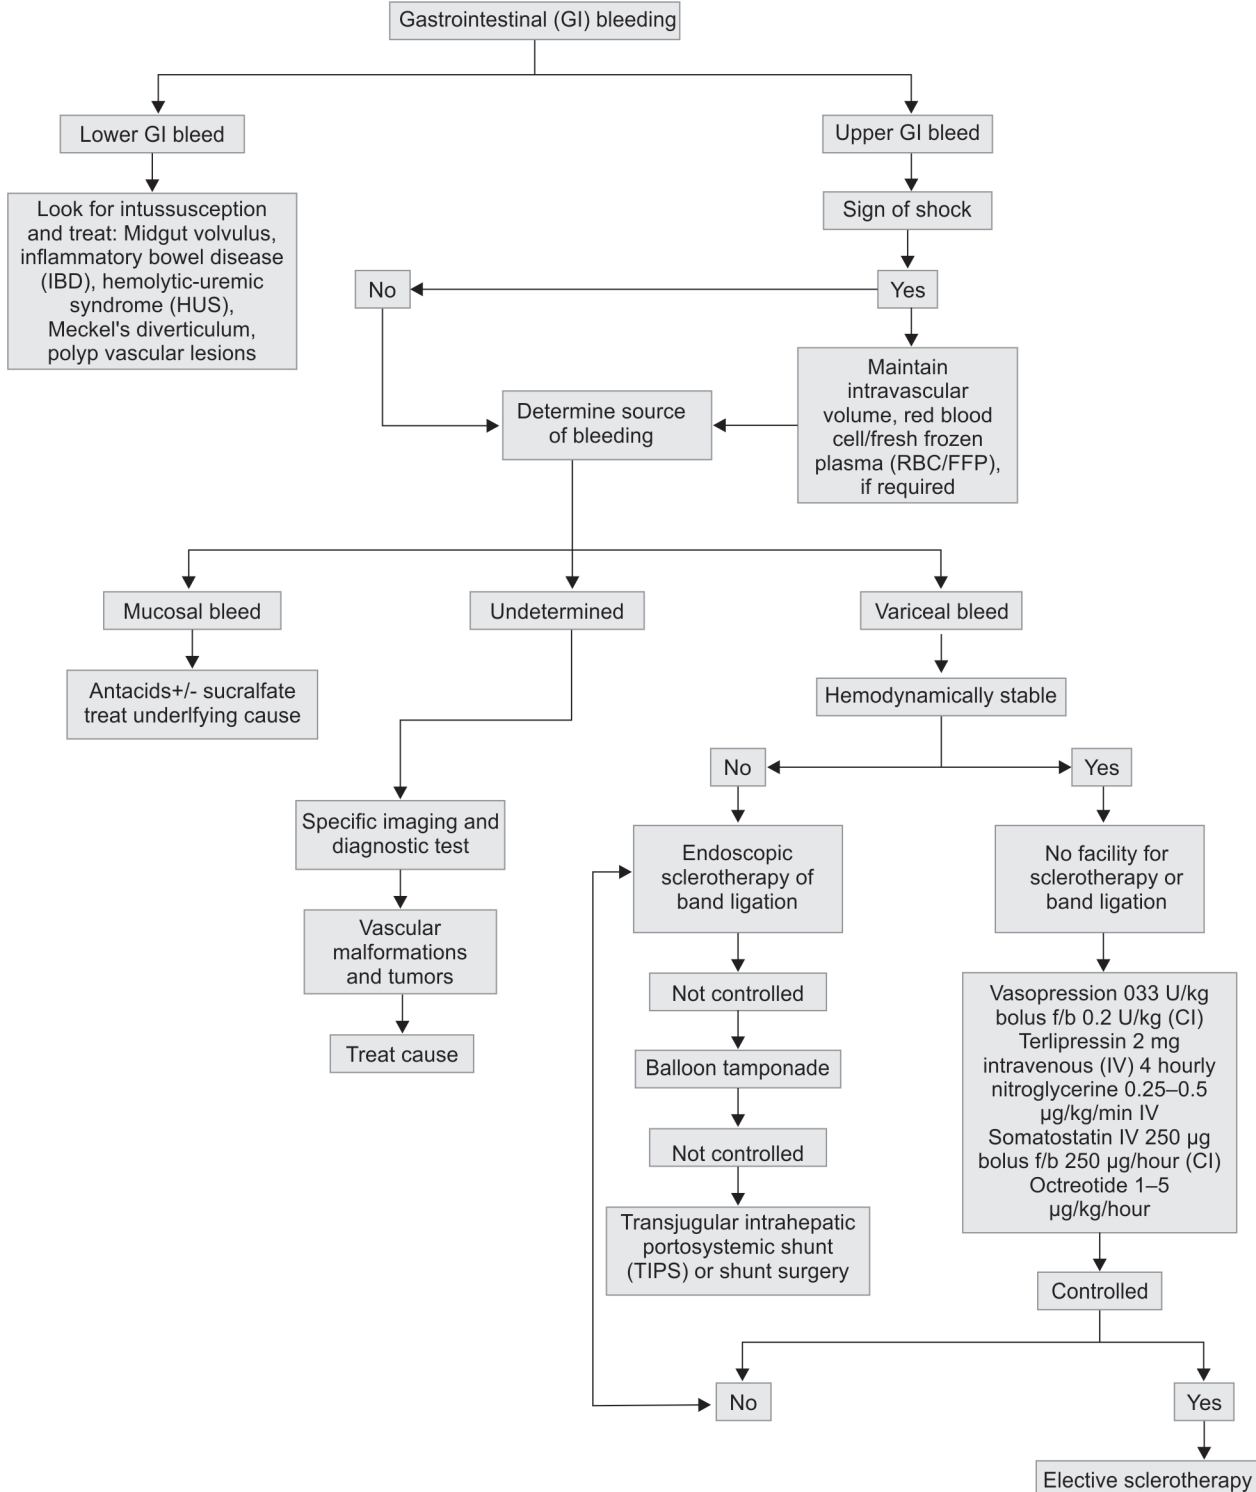 Gastrointestinal (GI) bleeding
Lower GI bleed
Upper GI bleed
Look for intussusception
and treat: Midgut volvulus,
inflammatory bowel disease
(IBD), hemolytic-uremic
syndrome (HUS),
Meckel's diverticulum,
polyp vascular lesions
Sign of shock
No
Yes
Maintain
intravascular
volume, red blood
cell/fresh frozen
plasma (RBC/FFP),
if required
Determine source
of bleeding
Mucosal bleed
Undetermined
Variceal bleed
Antacids+/- sucralfate
treat underlfying cause
Hemodynamically stable
No
Yes
Specific imaging and
diagnostic test
Vascular
malformations
and tumors
Treat cause
Endoscopic
sclerotherapy of
band ligation
Not controlled
Balloon tamponade
Not controlled
Transjugular intrahepatic
portosystemic shunt
(TIPS) or shunt surgery
No facility for
sclerotherapy or
band ligation
Vasopression 033 U/kg
bolus f/b 0.2 U/kg (CI)
Terlipressin 2 mg
intravenous (IV) 4 hourly
nitroglycerine 0.25–0.5
µg/kg/min IV
Somatostatin IV 250 µg
bolus f/b 250 µg/hour (CI)
Octreotide 1–5
µg/kg/hour
Controlled
No
Yes
Elective sclerotherapy